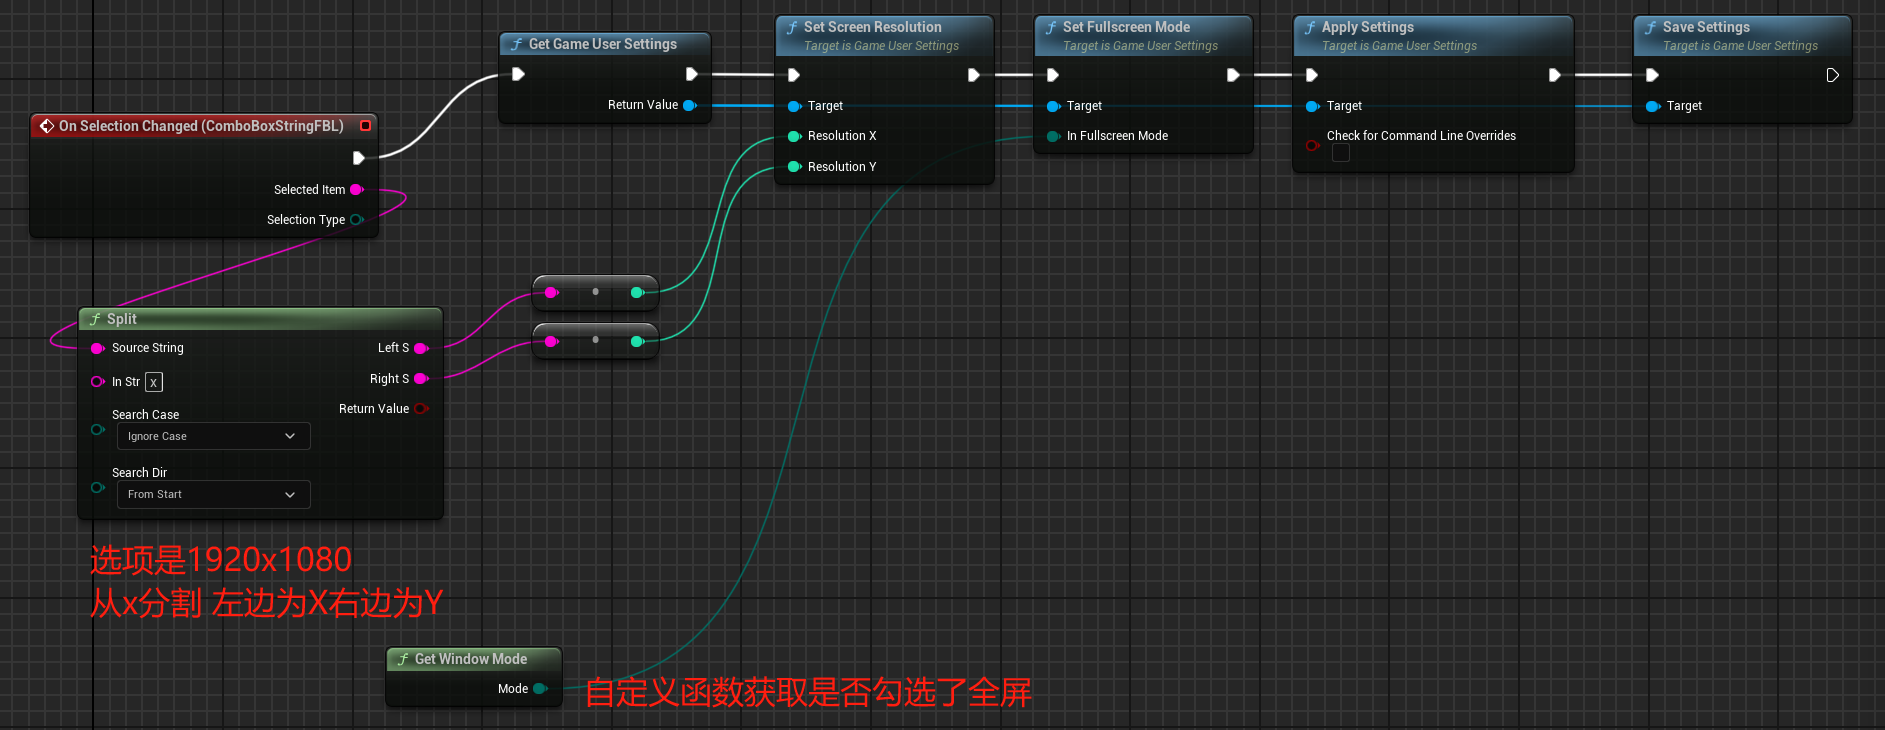 On Selection Changed (ComboBoxStringFBL)
Selected Item
Selection Type
Get Game User Settings
Return Value
Set Screen Resolution
Target is Game User Settings
Target
Resolution X
Resolution Y
Set Fullscreen Mode
Target is Game User Settings
Target
In Fullscreen Mode
Apply Settings
Target is Game User Settings
Target
Check for Command Line Overrides
Save Settings
Target is Game User Settings
Target
Split
Source String
Left S
In Str x
Right S
Search Case
Return Value
Ignore Case
Search Dir
From Start
选项是1920x1080
从x分割 左边为X右边为Y
Get Window Mode
Mode
自定义函数获取是否勾选了全屏